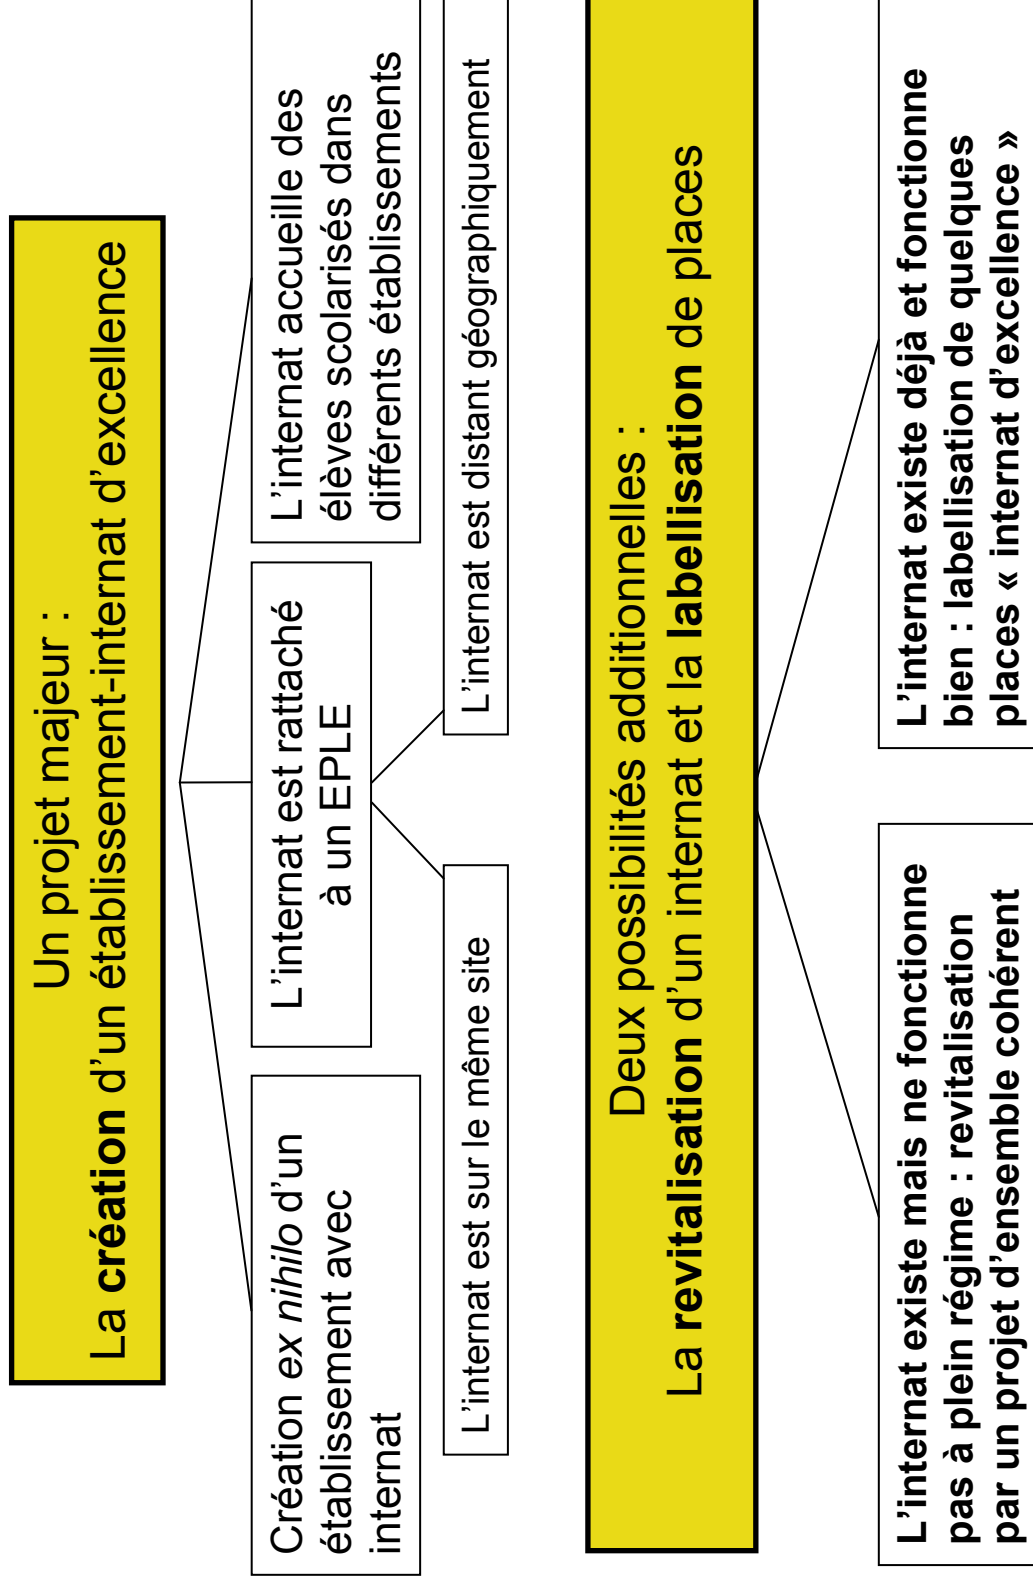 Un projet majeur :
La création d’un établissement-internat d’excellence
Création ex nihilo d’un
établissement avec
internat
L’internat est rattaché
à un EPLE
L’internat accueille des
élèves scolarisés dans
différents établissements
L’internat est sur le même site
L’internat est distant géographiquement
Deux possibilités additionnelles :
La revitalisation d’un internat et la labellisation de places
L’internat existe mais ne fonctionne
pas à plein régime : revitalisation
par un projet d’ensemble cohérent
L’internat existe déjà et fonctionne
bien : labellisation de quelques
places « internat d’excellence »